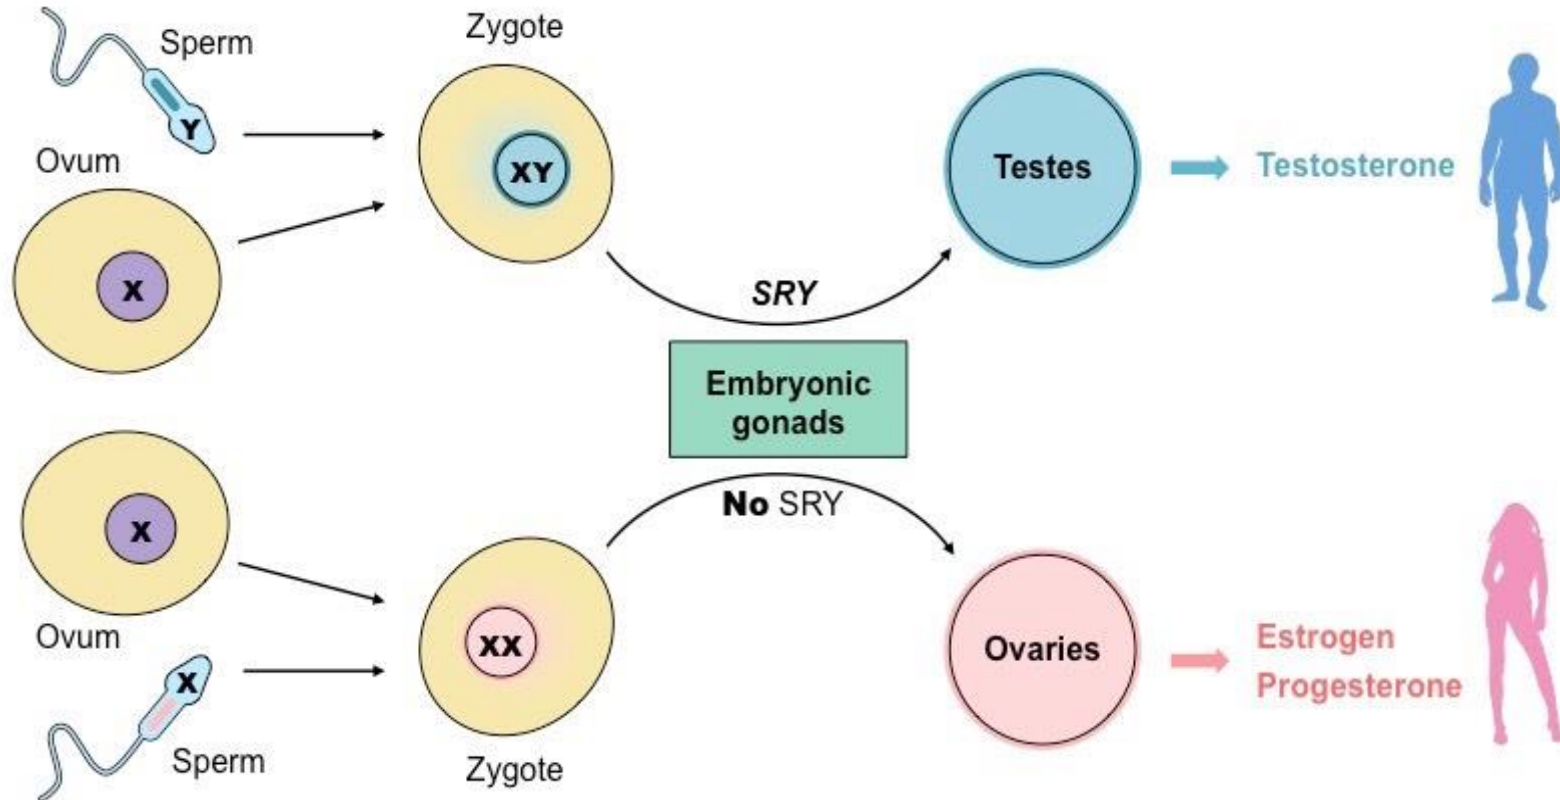 Sperm
Zygote
Y
Ovum
XY
X
Testes
Testosterone
SRY
Embryonic
gonads
No SRY
X
Ovum
XX
X
Sperm
Zygote
Ovaries
Estrogen
Progesterone